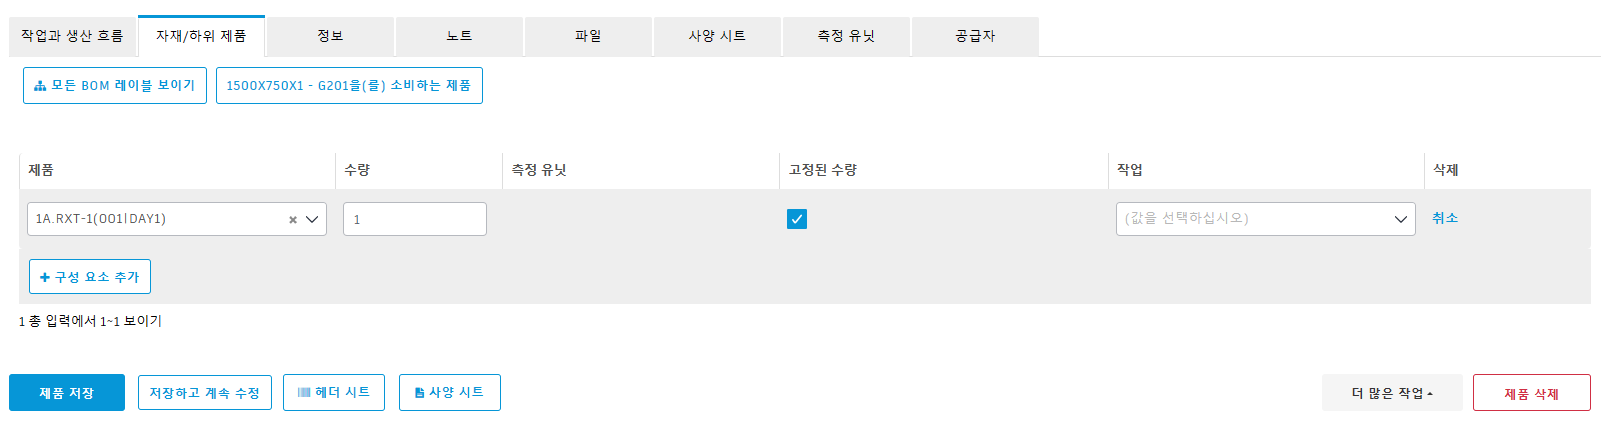 작업과 생산 흐름 자재/하위 제품 정보 노트 파일 사양 시트 측정 유닛 공급자
모든 BOM 레이블 보이기 1500X750X1 - G201을(를) 소비하는 제품
제품 수량 측정 유닛 고정된 수량 작업 삭제
1A.RXT-1(001|DAY1) 1 (값을 선택하십시오) 취소
구성 요소 추가
1 총 입력에서 1~1 보이기
제품 저장 저장하고 계속 수정 헤더 시트 사양 시트 더 많은 작업 제품 삭제